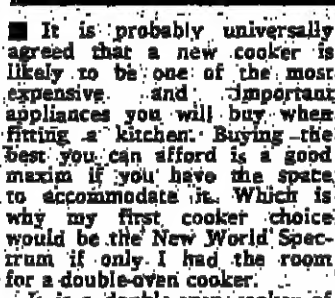 ■ It is probably universally
agreed that a new cooker is
likely to be one of the most
expensive and important
appliances you will buy when
fitting a kitchen. Buying the
best you can afford is a good
maxim if you have the space
to accommodate it. Which is
why my first cooker choice
would be the New World Spec-
trum if only I had the room
for a double-oven cooker.